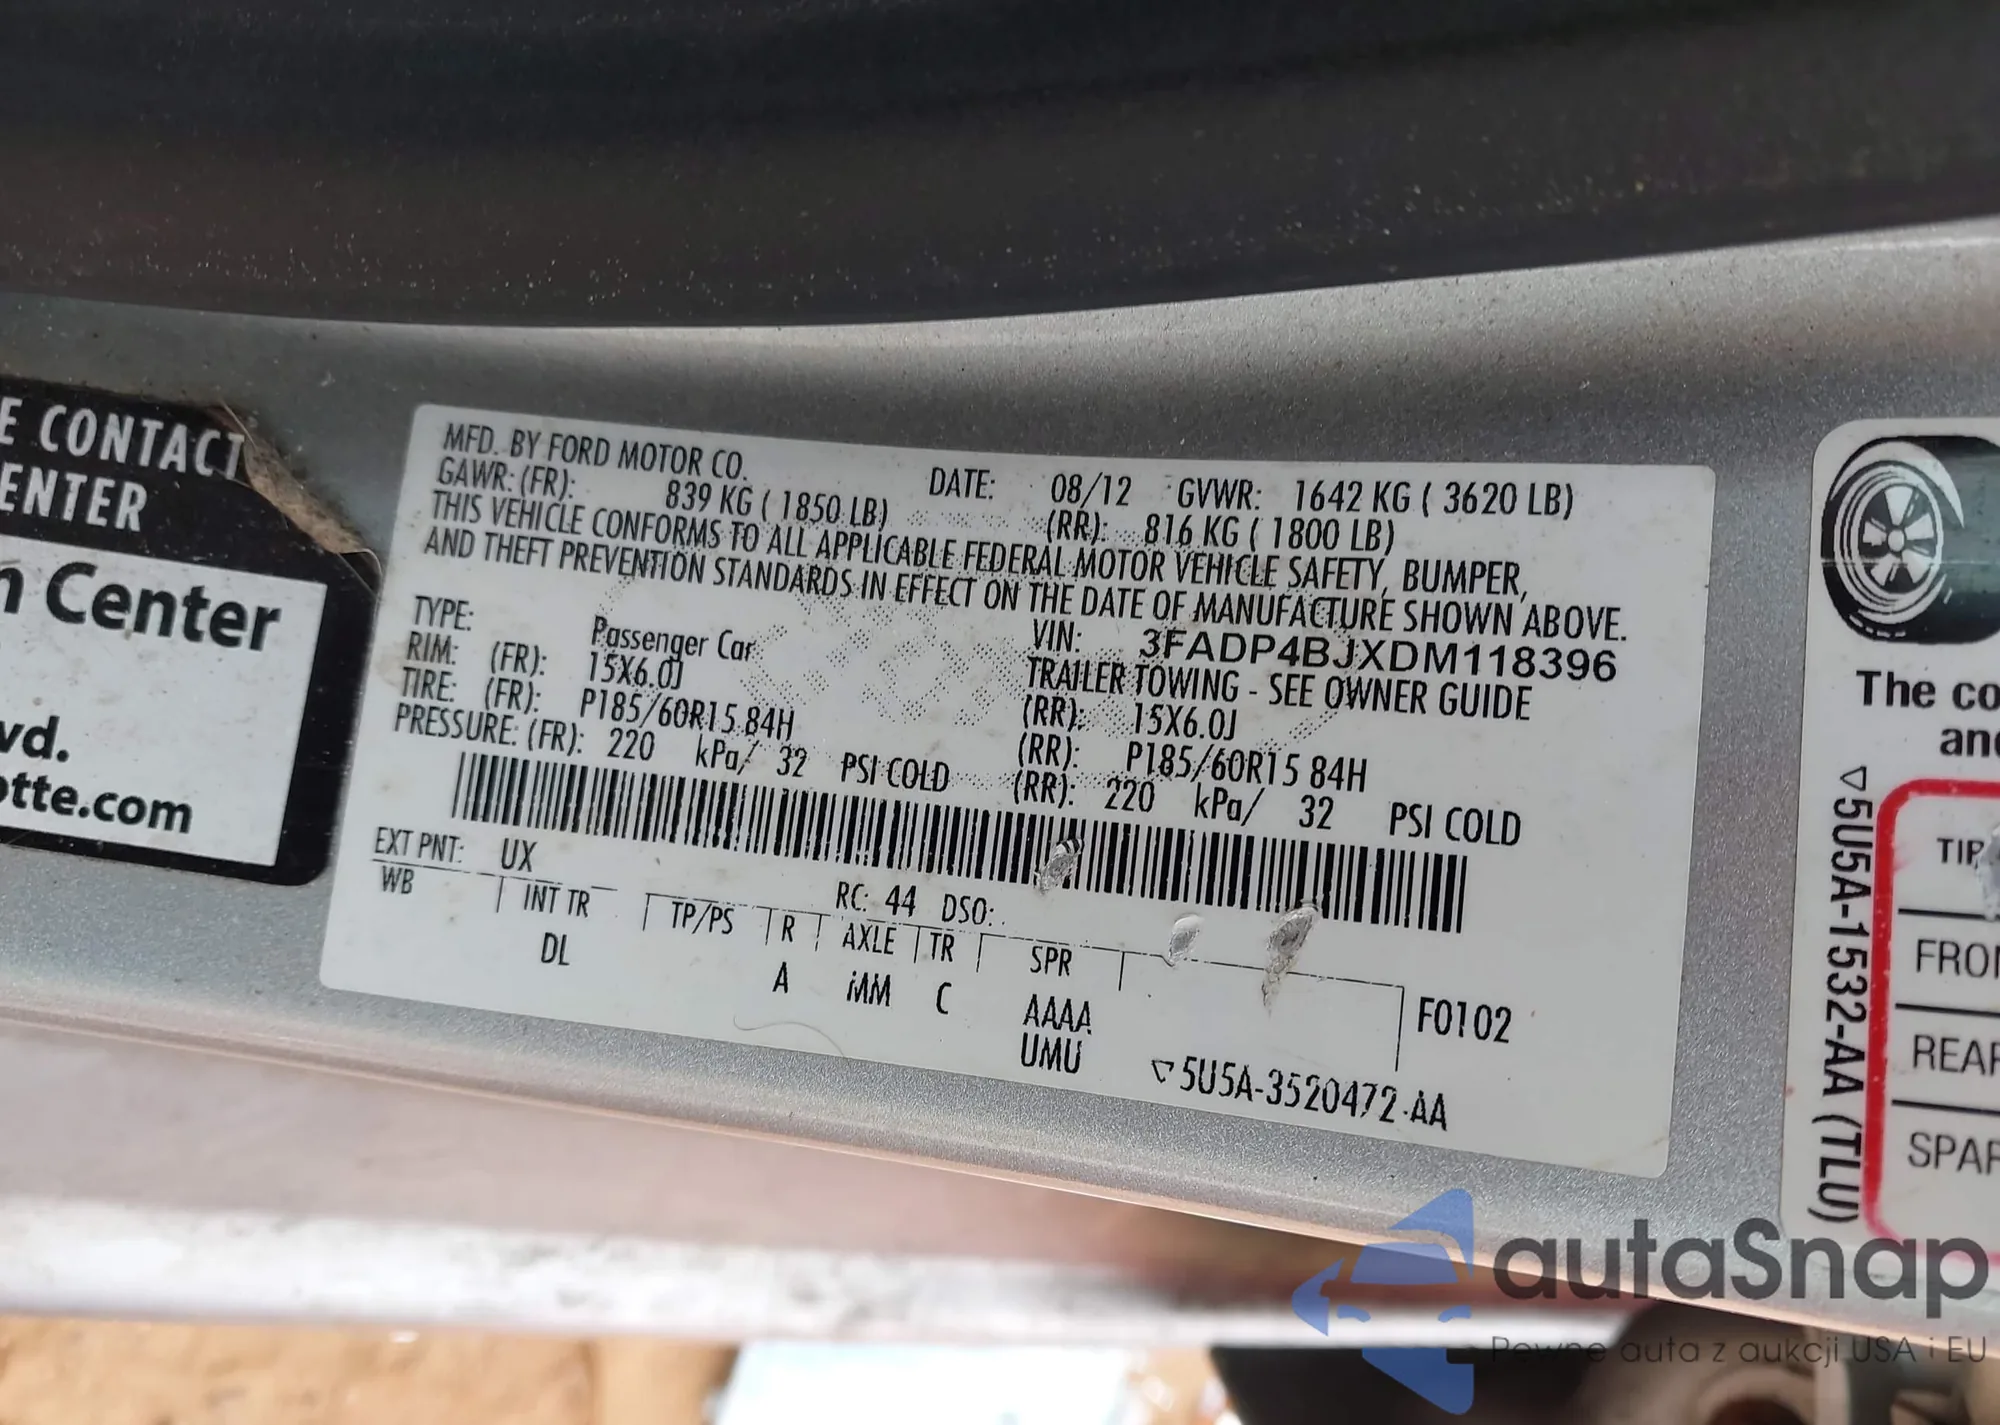 E CONTACT
ENTER
n Center
vd.
otte.com
MFD. BY FORD MOTOR CO. DATE: 08/12 GVWR: 1642 KG ( 3620 LB)
GAWR: (FR): 839 KG ( 1850 LB) (RR): 816 KG ( 1800 LB)
THIS VEHICLE CONFORMS TO ALL APPLICABLE FEDERAL MOTOR VEHICLE SAFETY, BUMPER,
AND THEFT PREVENTION STANDARDS IN EFFECT ON THE DATE OF MANUFACTURE SHOWN ABOVE.
VIN: 3FADP4BJXDM118396
TYPE: Passenger Car TRAILER TOWING - SEE OWNER GUIDE
RIM: (FR): 15X6.0J (RR): 15X6.0J
TIRE: (FR): P185/60R15 84H (RR): P185/60R15 84H
PRESSURE: (FR): 220 kPa/ 32 PSI COLD (RR): 220 kPa/ 32 PSI COLD
EXT PNT: UX RC: 44 DSO:
WB INT TR TP/PS R AXLE TR SPR
DL A MM C AAAA F0102
UMU
▽5U5A-3520472-AA
The co
and
▽5U5A-1532-AA (TLU)
TIR
FRON
REAR
SPAR
autaSnap
Pewne auta z aukcji USA i EU